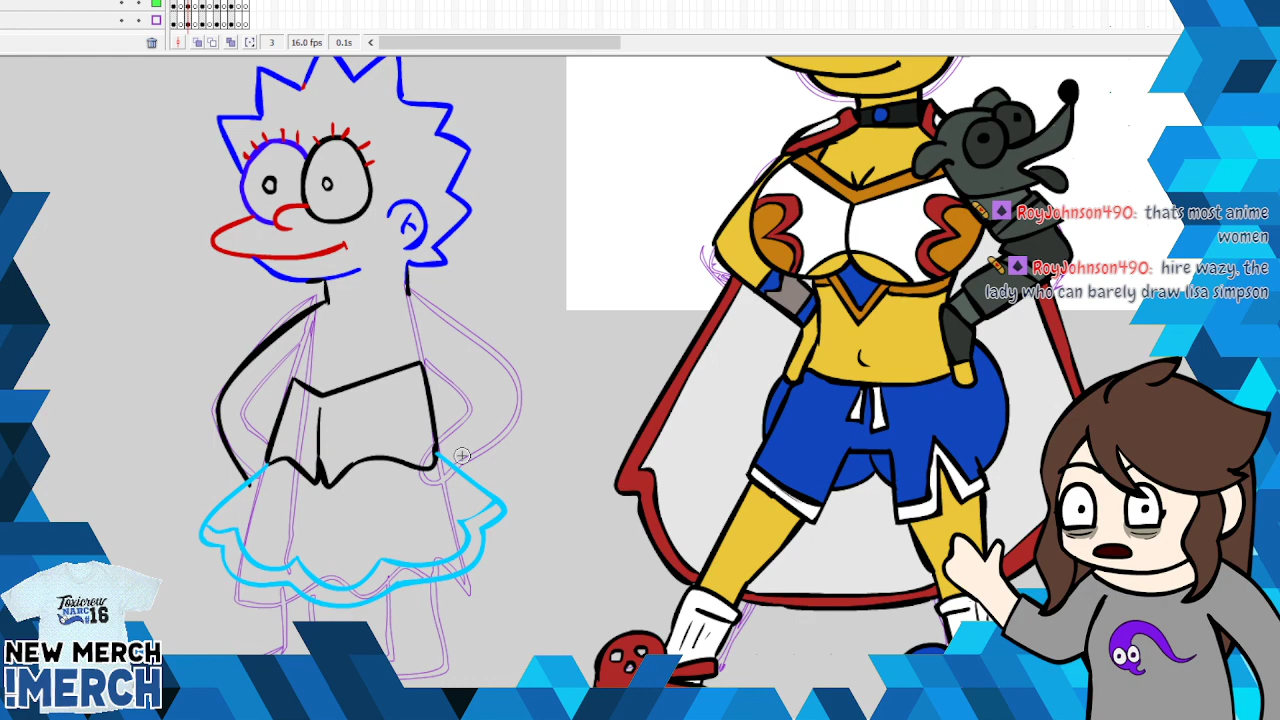 3 16.0 fps 0.1s
RoyJohnson490: thats most anime
women
RoyJohnson490: hire wazy, the
lady who can barely draw lisa simpson
Toxicrew
NARC
16
NEW MERCH
!MERCH